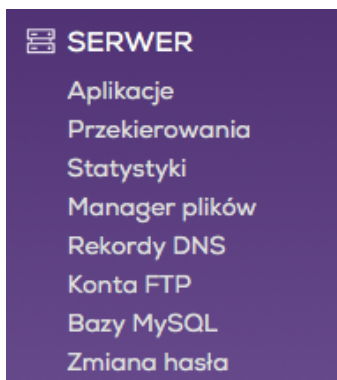 SERWER
Aplikacje
Przekierowania
Statystyki
Manager plików
Rekordy DNS
Konta FTP
Bazy MySQL
Zmiana hasła